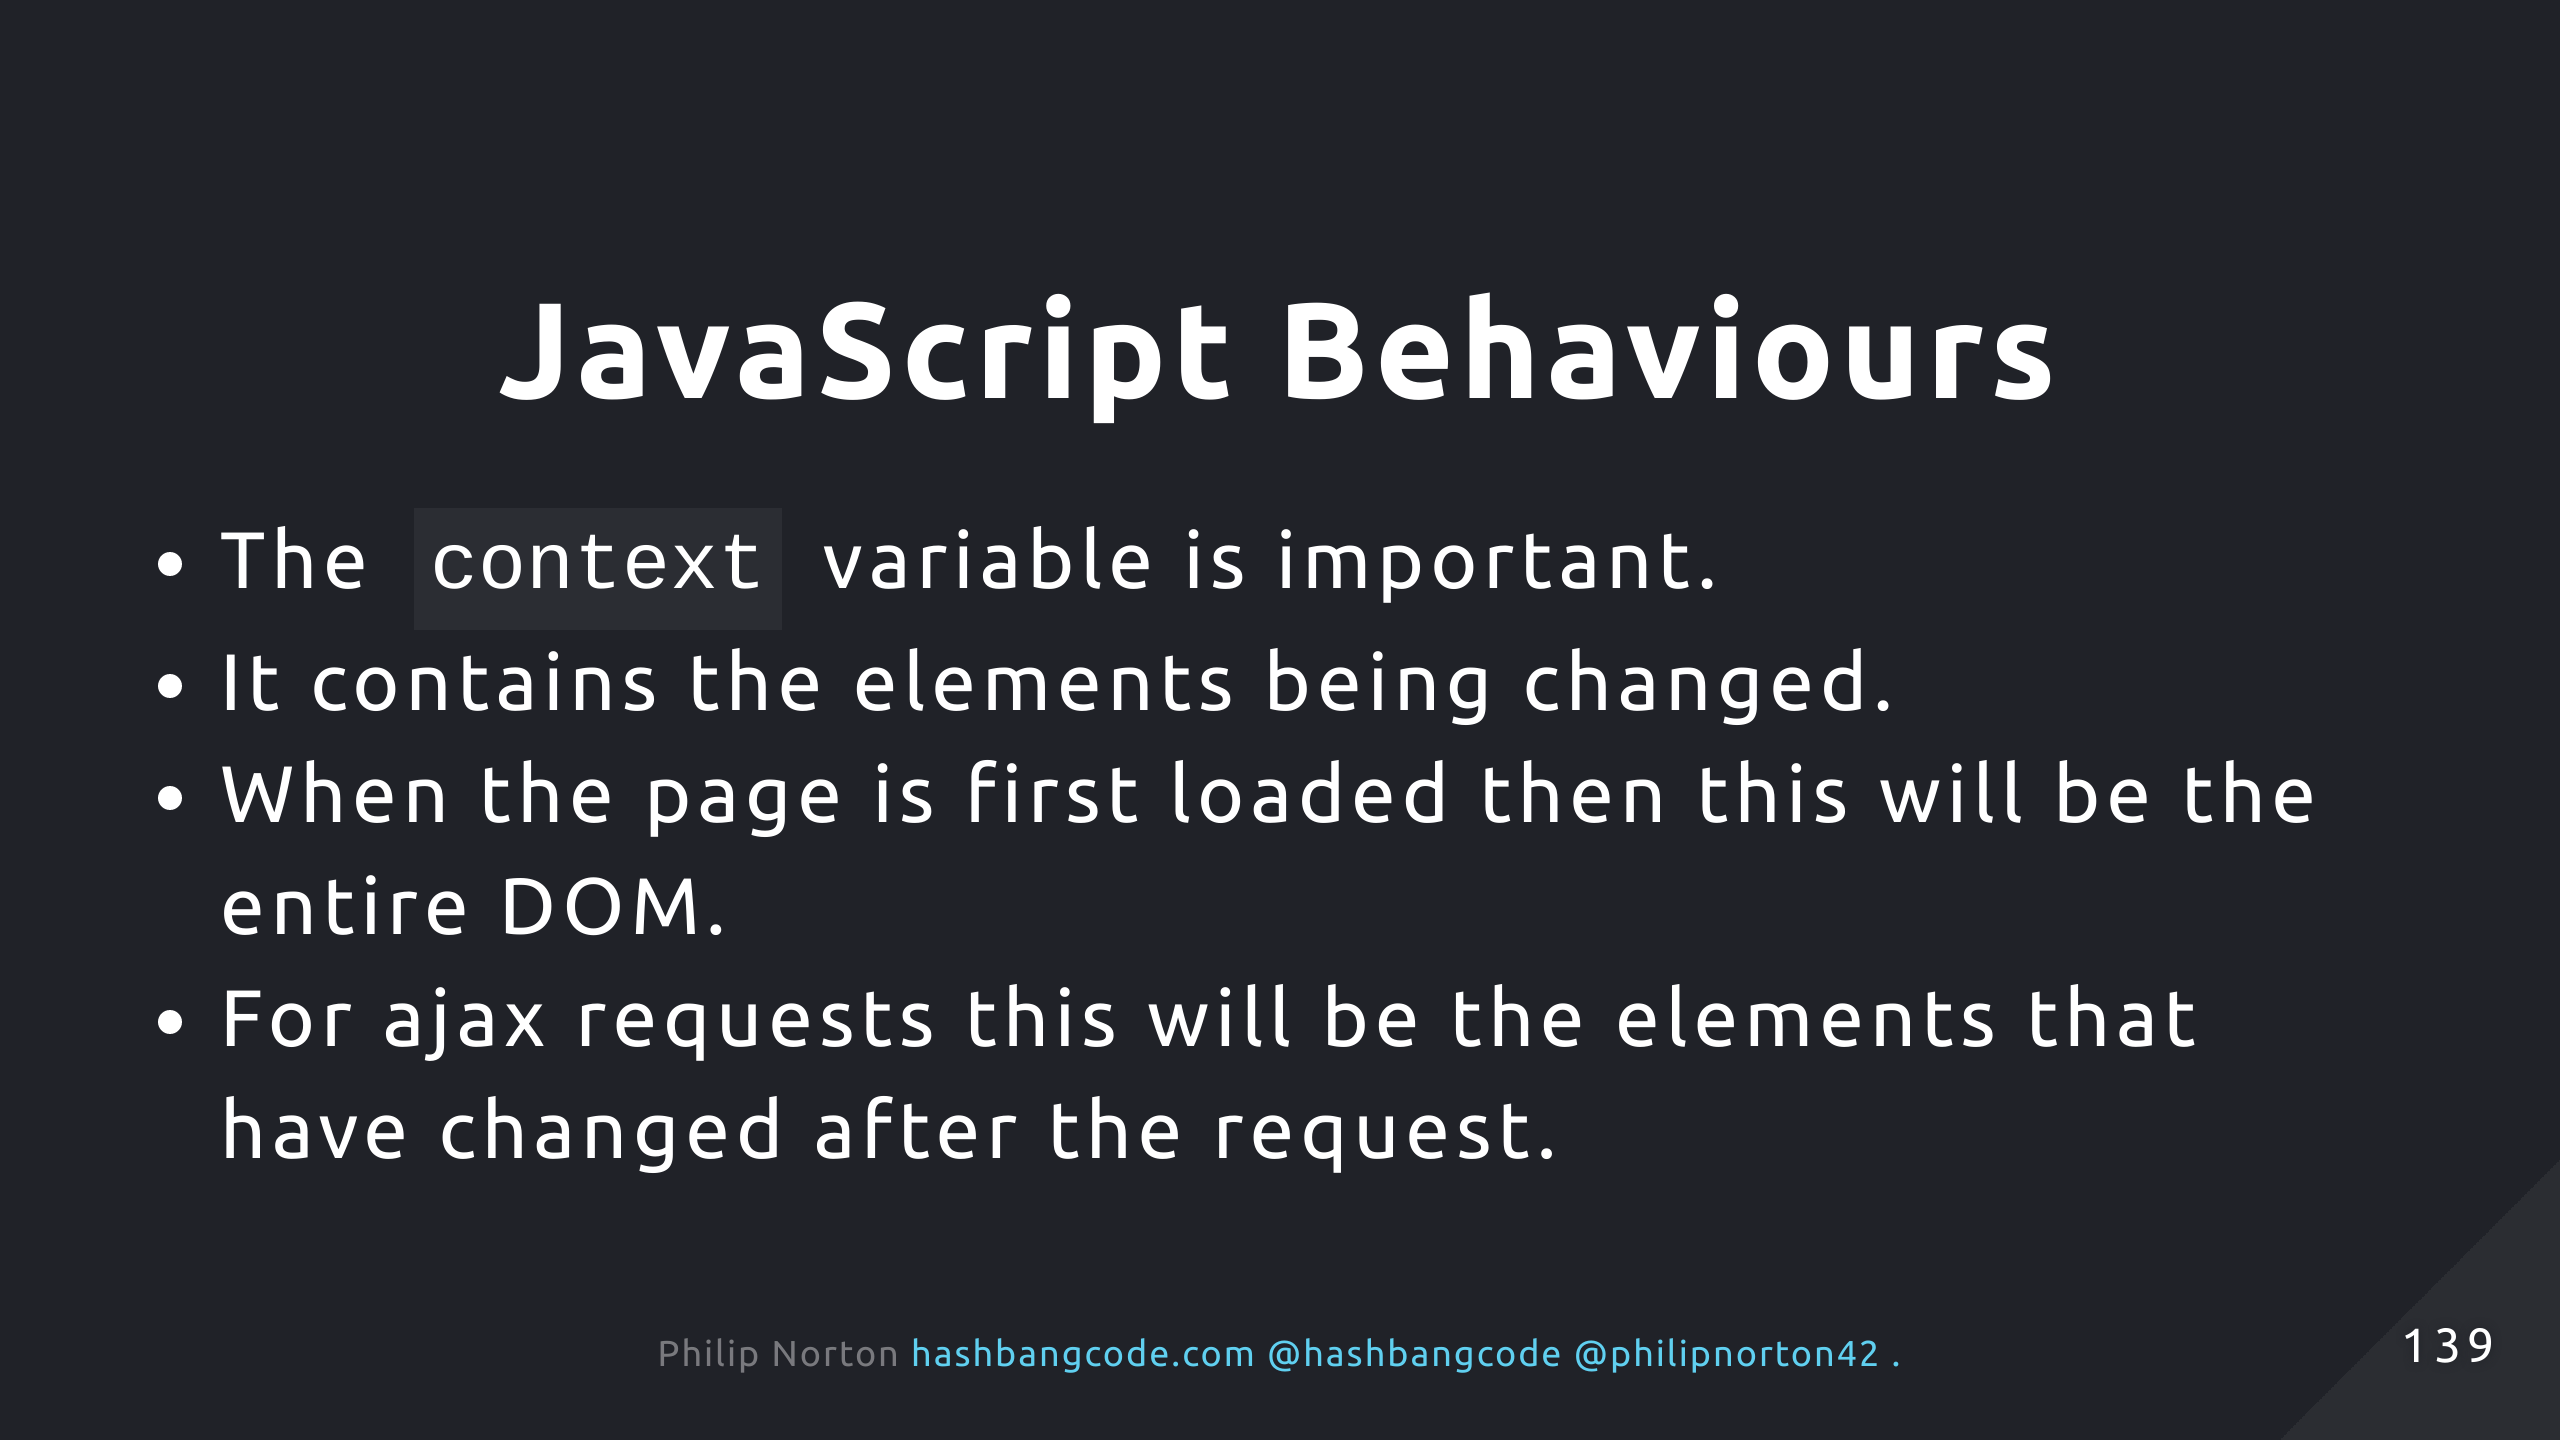 JavaScript Behaviours
• The context variable is important.
• It contains the elements being changed.
• When the page is first loaded then this will be the
entire DOM.
• For ajax requests this will be the elements that
have changed after the request.
Philip Norton hashbangcode.com @hashbangcode @philipnorton42 .
139